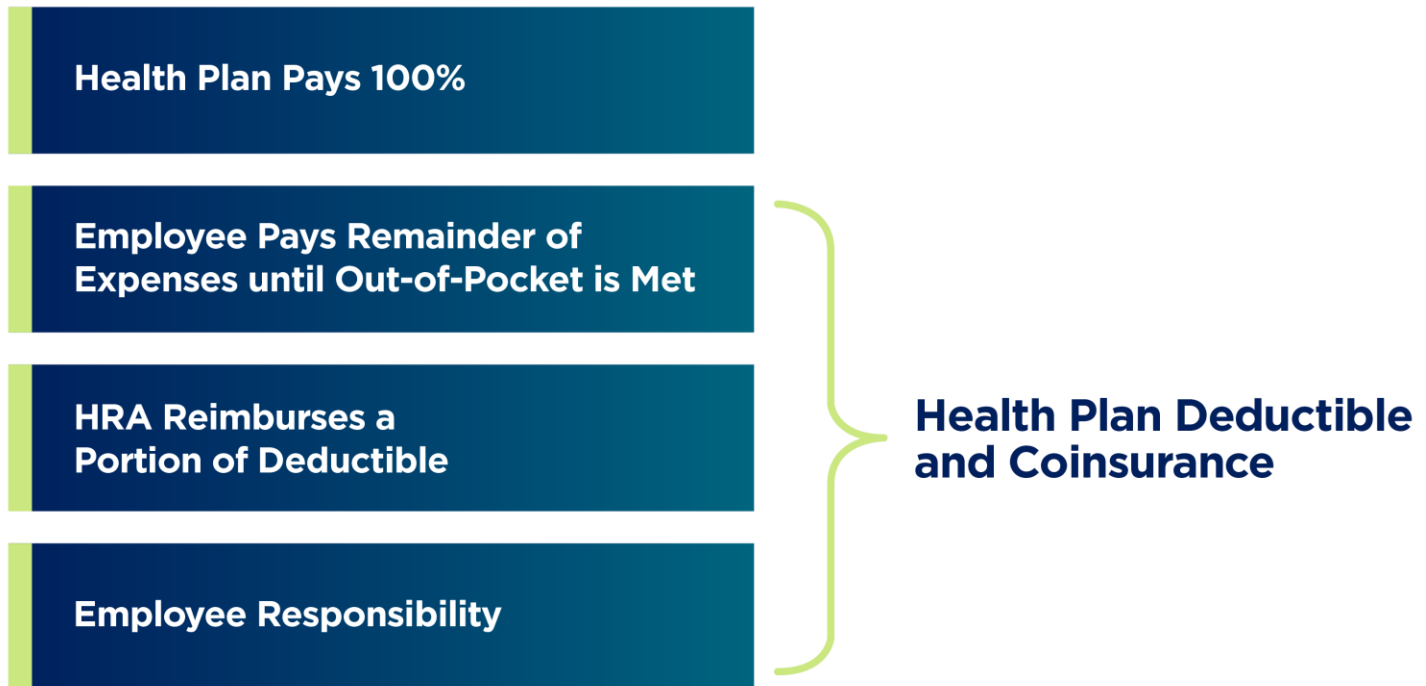 Health Plan Pays 100%
Employee Pays Remainder of
Expenses until Out-of-Pocket is Met
HRA Reimburses a
Portion of Deductible
Health Plan Deductible
and Coinsurance
Employee Responsibility